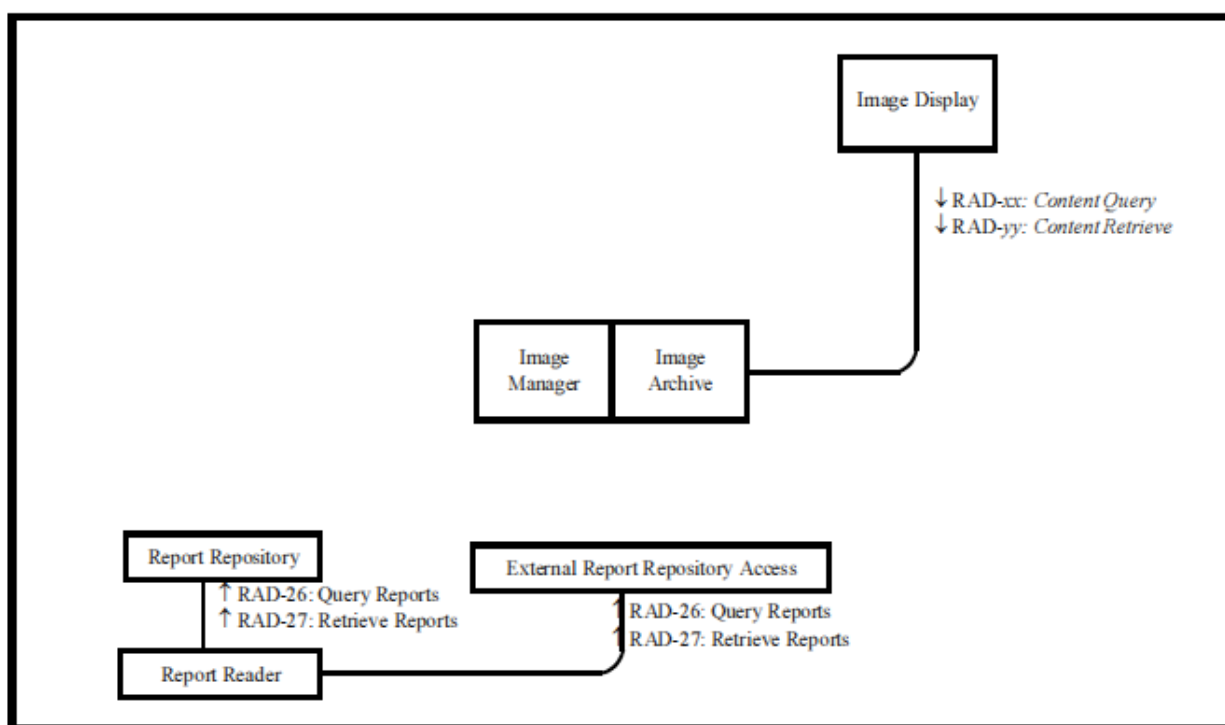 Image Display
↓ RAD-xx: Content Query
↓ RAD-yy: Content Retrieve
Image
Manager
Image
Archive
Report Repository
↑ RAD-26: Query Reports
↑ RAD-27: Retrieve Reports
External Report Repository Access
↑ RAD-26: Query Reports
↑ RAD-27: Retrieve Reports
Report Reader